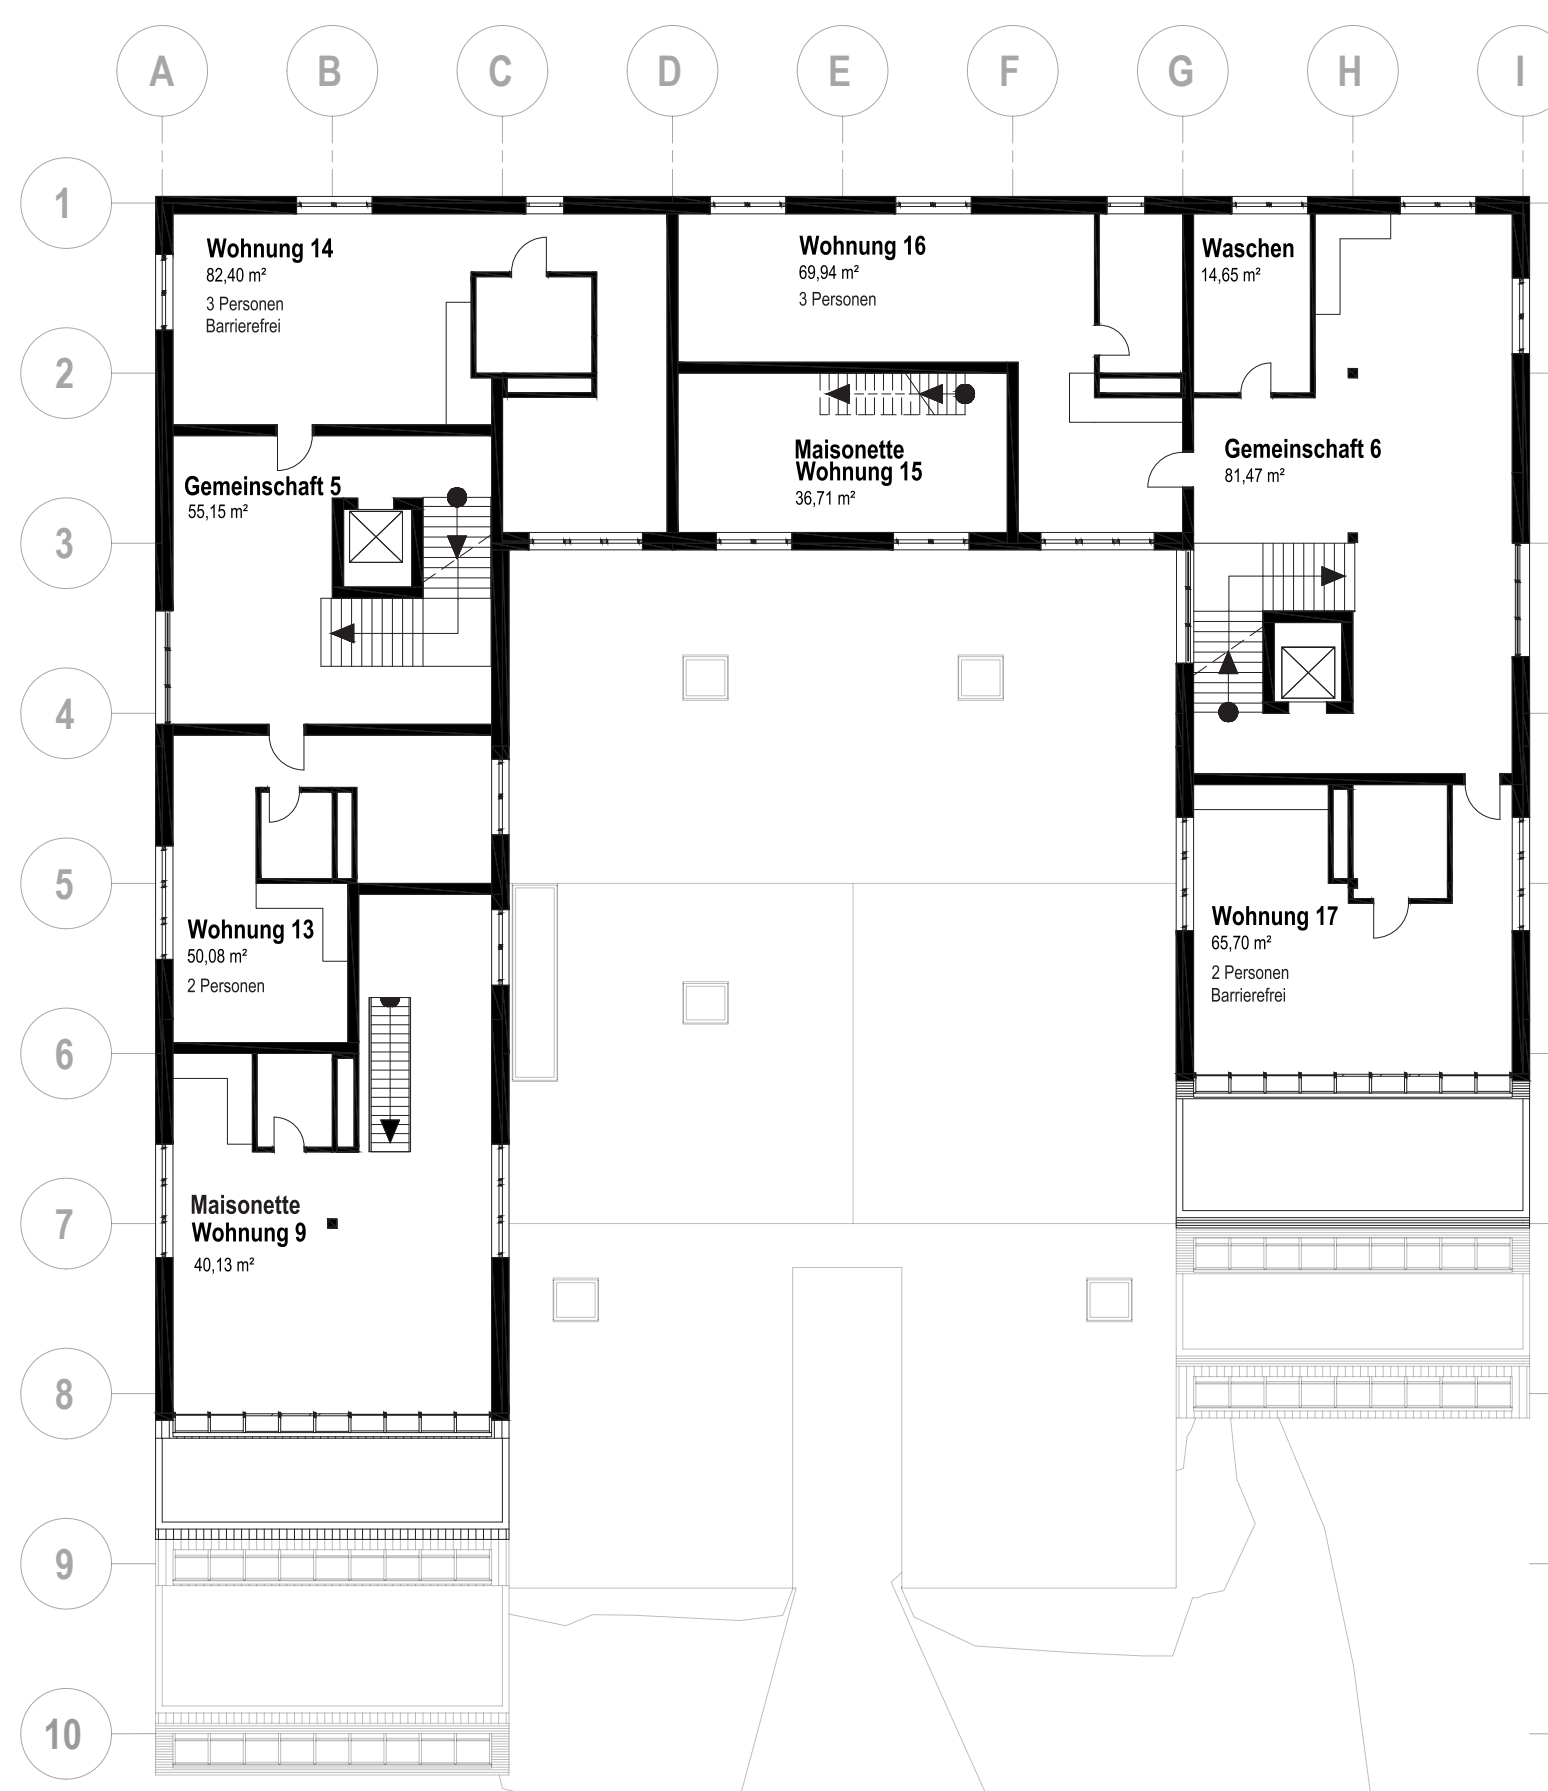 A B C D E F G H I
1
2
3
4
5
6
7
8
9
10
Wohnung 14
82,40 m²
3 Personen
Barrierefrei
Wohnung 16
69,94 m²
3 Personen
Waschen
14,65 m²
Maisonette
Wohnung 15
36,71 m²
Gemeinschaft 6
81,47 m²
Gemeinschaft 5
55,15 m²
Wohnung 13
50,08 m²
2 Personen
Wohnung 17
65,70 m²
2 Personen
Barrierefrei
Maisonette
Wohnung 9
40,13 m²